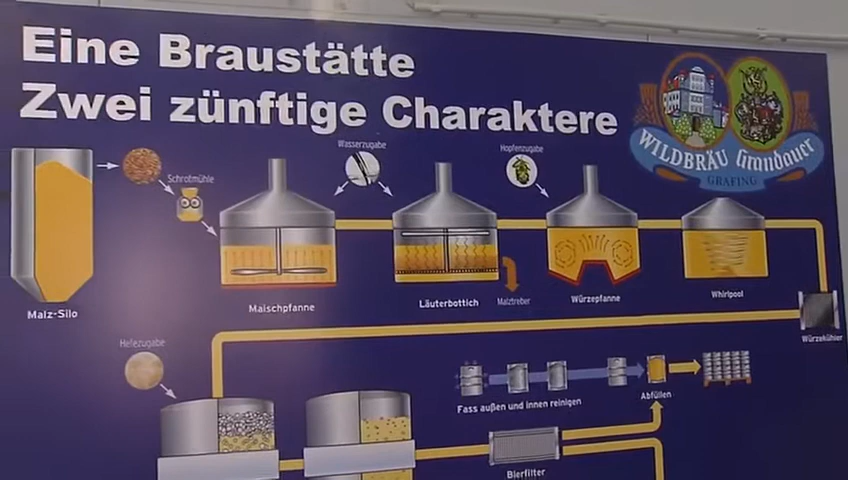 Eine Braustätte
Zwei zünftige Charaktere
WILDBRÄU Grandauer
GRAFING
Wasserzugabe
Hopfenzugabe
Schrotmühle
Malz-Silo
Maischpfanne
Läuterbottich
Malztreber
Würzepfanne
Whirlpool
Würzekühler
Hefezugabe
Fass außen und innen reinigen
Abfüllen
Bierfilter